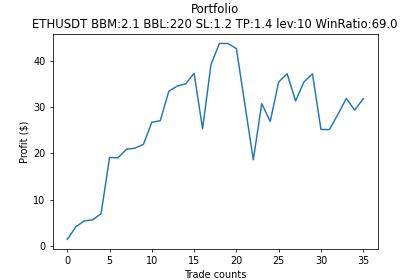 Portfolio
ETHUSDT BBM:2.1 BBL:220 SL:1.2 TP:1.4 lev:10 WinRatio:69.0
Profit ($)
40
30
20
10
0
0 5 10 15 20 25 30 35
Trade counts